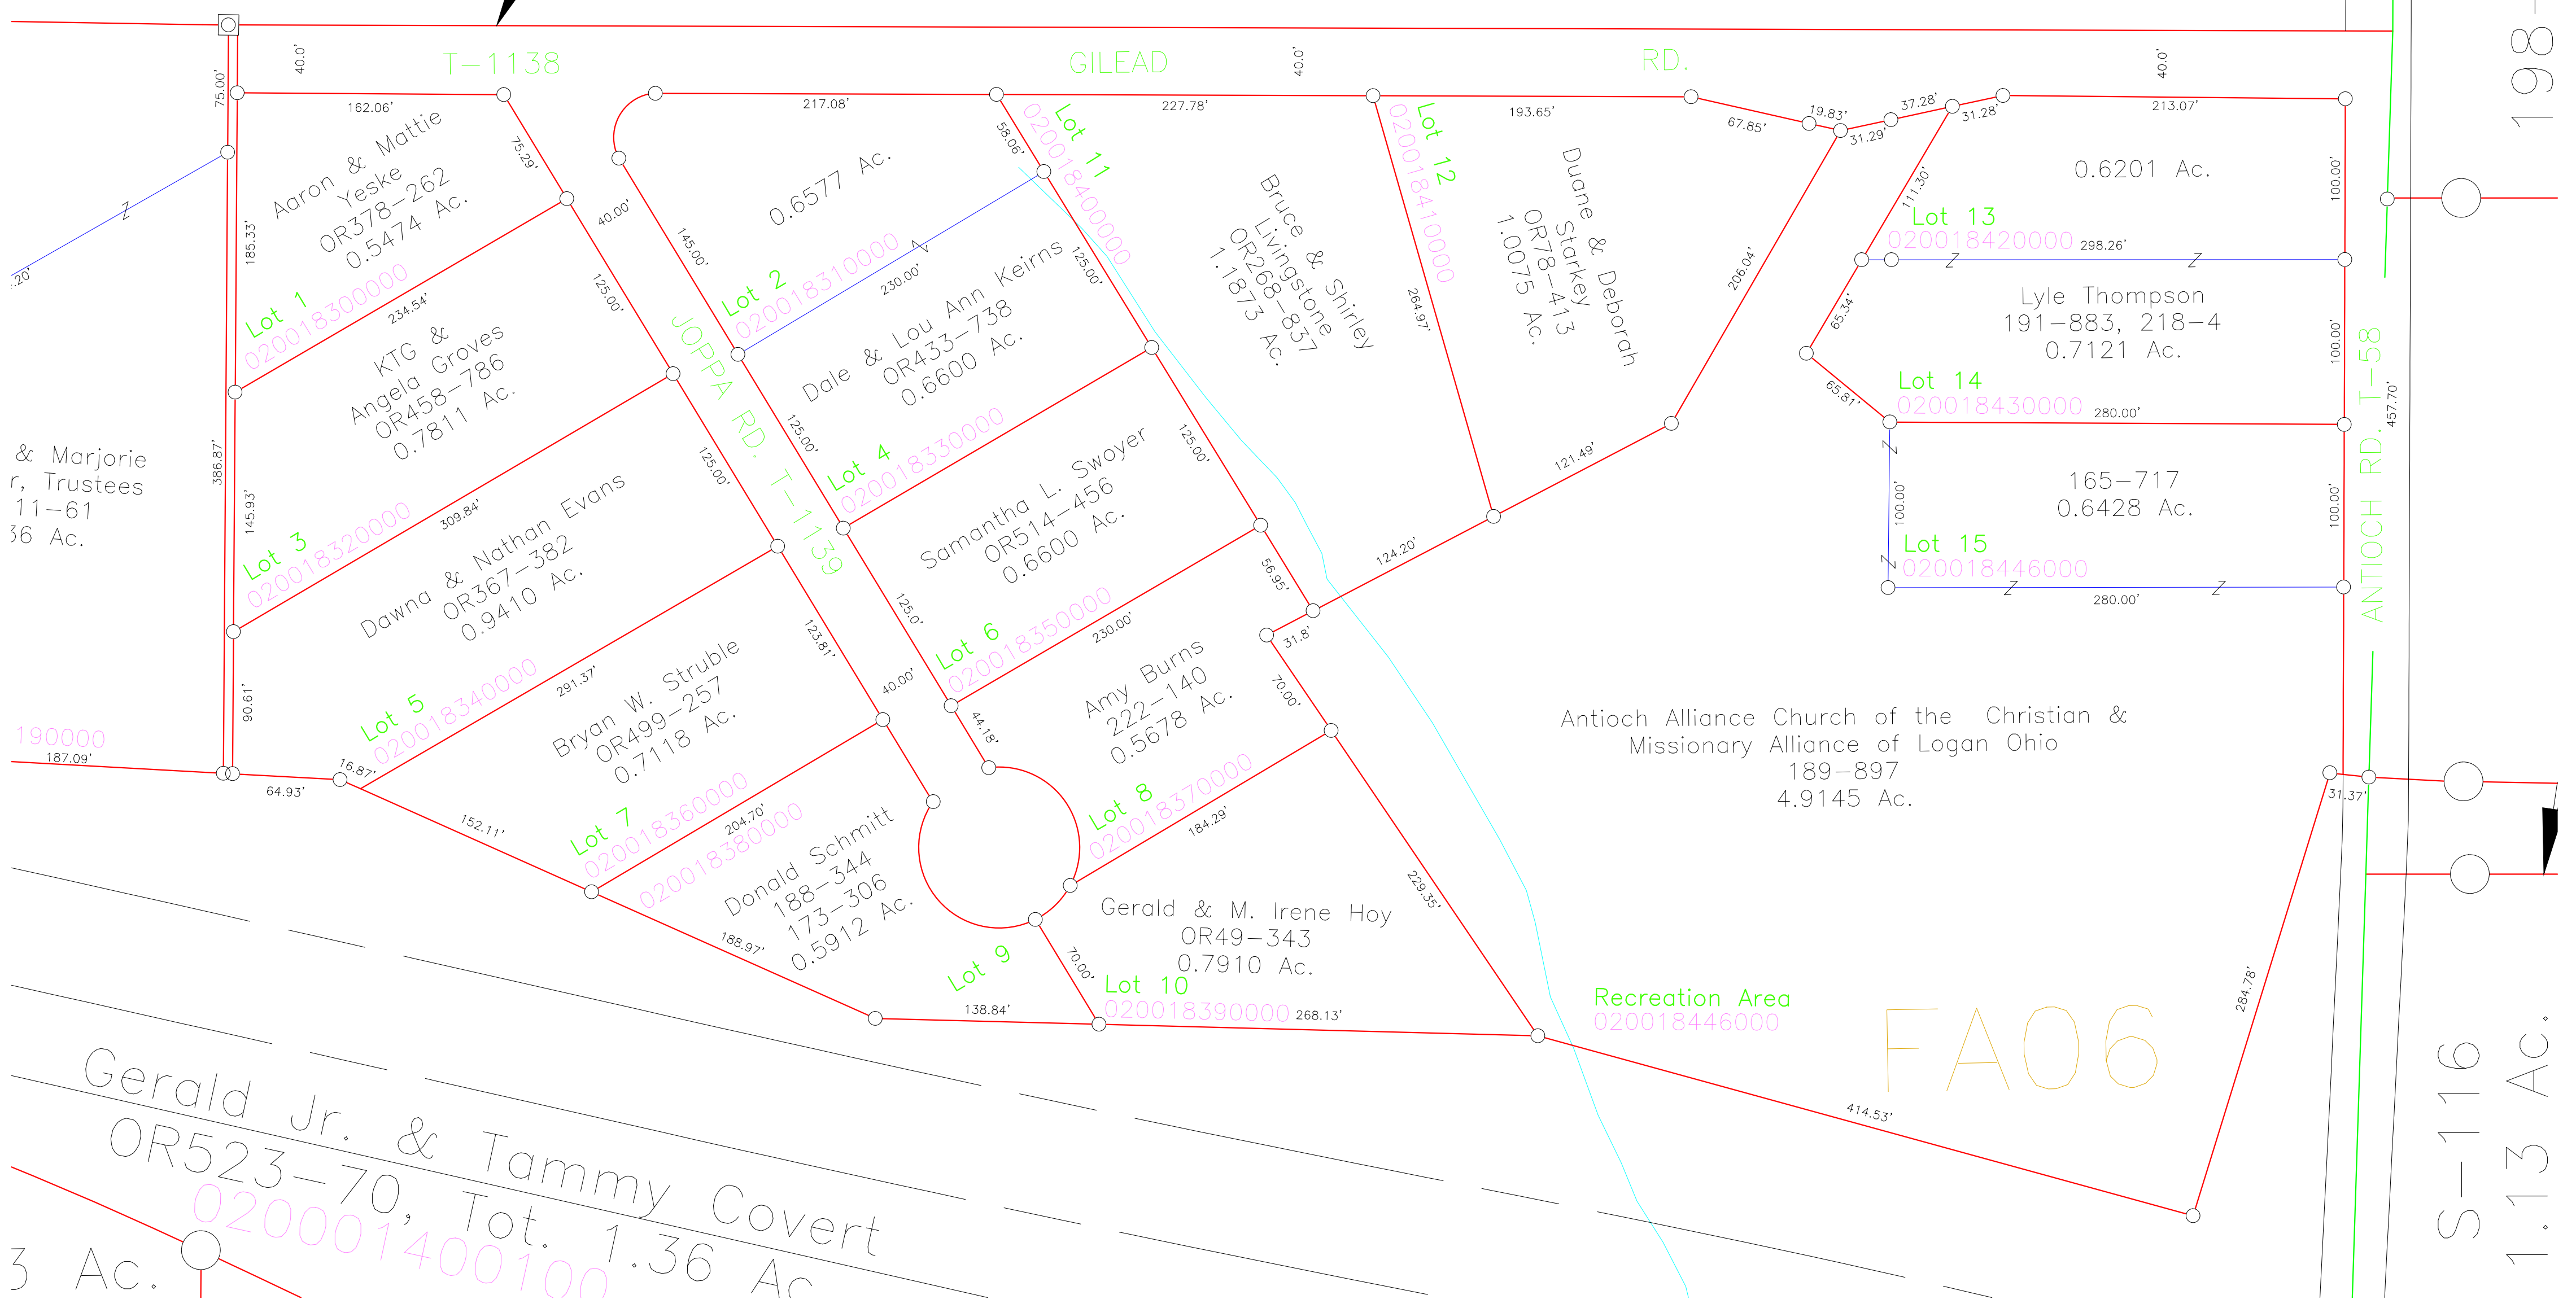 T-1138 GILEAD RD.
40.0'
40.0'
40.0'
198-
75.00'
162.06'
217.08'
227.78'
193.65'
67.85'
19.83'
31.29'
37.28'
31.28'
213.07'
Aaron & Mattie
Yeske
OR378-262
0.5474 Ac.
Lot 1
020018300000
75.29'
185.33'
234.54'
40.00'
0.6577 Ac.
Lot 2
020018310000
145.00'
58.06'
230.00'
Lot 11
020018400000
Bruce & Shirley
Livingstone
OR268-837
1.1873 Ac.
Lot 12
020018410000
264.97'
Duane & Deborah
Starkey
OR78-413
1.0075 Ac.
206.04'
111.30'
0.6201 Ac.
100.00'
Lot 13
020018420000
298.26'
Lyle Thompson
191-883, 218-4
0.7121 Ac.
65.34'
65.81'
100.00'
Lot 14
020018430000
280.00'
165-717
0.6428 Ac.
100.00'
100.00'
Lot 15
020018446000
280.00'
ANTIOCH RD. T-58
457.70'
.20'
KTG &
Angela Groves
OR458-786
0.7811 Ac.
125.00'
Lot 3
020018320000
145.93'
309.84'
386.87'
JOPPA RD. T-1139
Dale & Lou Ann Keirns
OR433-738
0.6600 Ac.
125.00'
125.00'
Lot 4
020018330000
& Marjorie
r, Trustees
11-61
36 Ac.
190000
187.09'
Dawna & Nathan Evans
OR367-382
0.9410 Ac.
125.00'
90.61'
Lot 5
020018340000
291.37'
16.87'
64.93'
Samantha L. Swoyer
OR514-456
0.6600 Ac.
125.00'
125.0'
Lot 6
020018350000
230.00'
56.95'
124.20'
121.49'
31.8'
Bryan W. Struble
OR499-257
0.7118 Ac.
123.81'
40.00'
152.11'
Lot 7
020018360000
204.70'
020018380000
Amy Burns
222-140
0.5678 Ac.
44.18'
70.00'
Lot 8
020018370000
184.29'
Donald Schmitt
188-344
173-306
0.5912 Ac.
188.97'
Lot 9
138.84'
70.00'
Gerald & M. Irene Hoy
OR49-343
0.7910 Ac.
Lot 10
020018390000
268.13'
229.35'
Antioch Alliance Church of the Christian &
Missionary Alliance of Logan Ohio
189-897
4.9145 Ac.
31.37'
284.78'
414.53'
Recreation Area
020018446000
FA06
S-116
1.13 Ac.
Gerald Jr. & Tammy Covert
OR523-70, Tot. 1.36 Ac
020001400100
3 Ac.